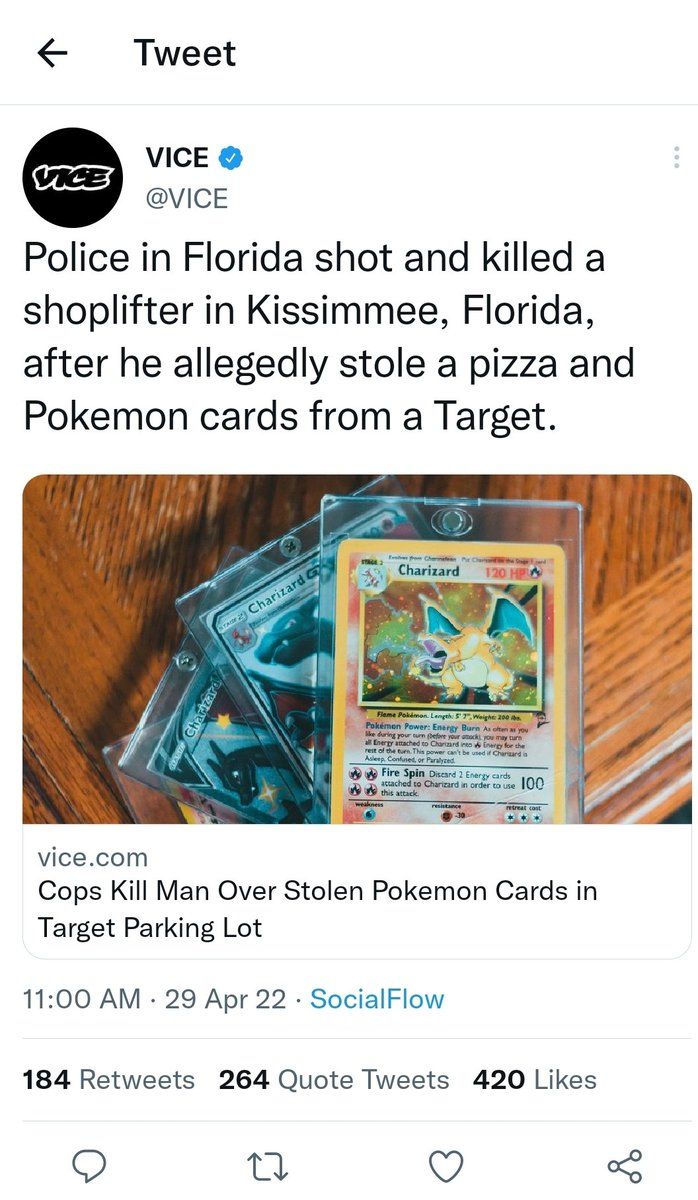 Tweet
VICE
VICE
@VICE
Police in Florida shot and killed a
shoplifter in Kissimmee, Florida,
after he allegedly stole a pizza and
Pokemon cards from a Target.
Charizard
STAGE 2
Charizard
STAGE 2
Charizard
120 HP
Flame Pokémon. Length: 5' 7", Weight: 200 lbs.
Pokémon Power: Energy Burn As often as you
like during your turn (before your attack), you may turn
all Energy attached to Charizard into Energy for the
rest of the turn. This power can't be used if Charizard is
Asleep, Confused, or Paralyzed.
Fire Spin Discard 2 Energy cards
attached to Charizard in order to use
this attack.
100
weakness
resistance
retreat cost
-30
vice.com
Cops Kill Man Over Stolen Pokemon Cards in
Target Parking Lot
11:00 AM · 29 Apr 22 · SocialFlow
184 Retweets 264 Quote Tweets 420 Likes